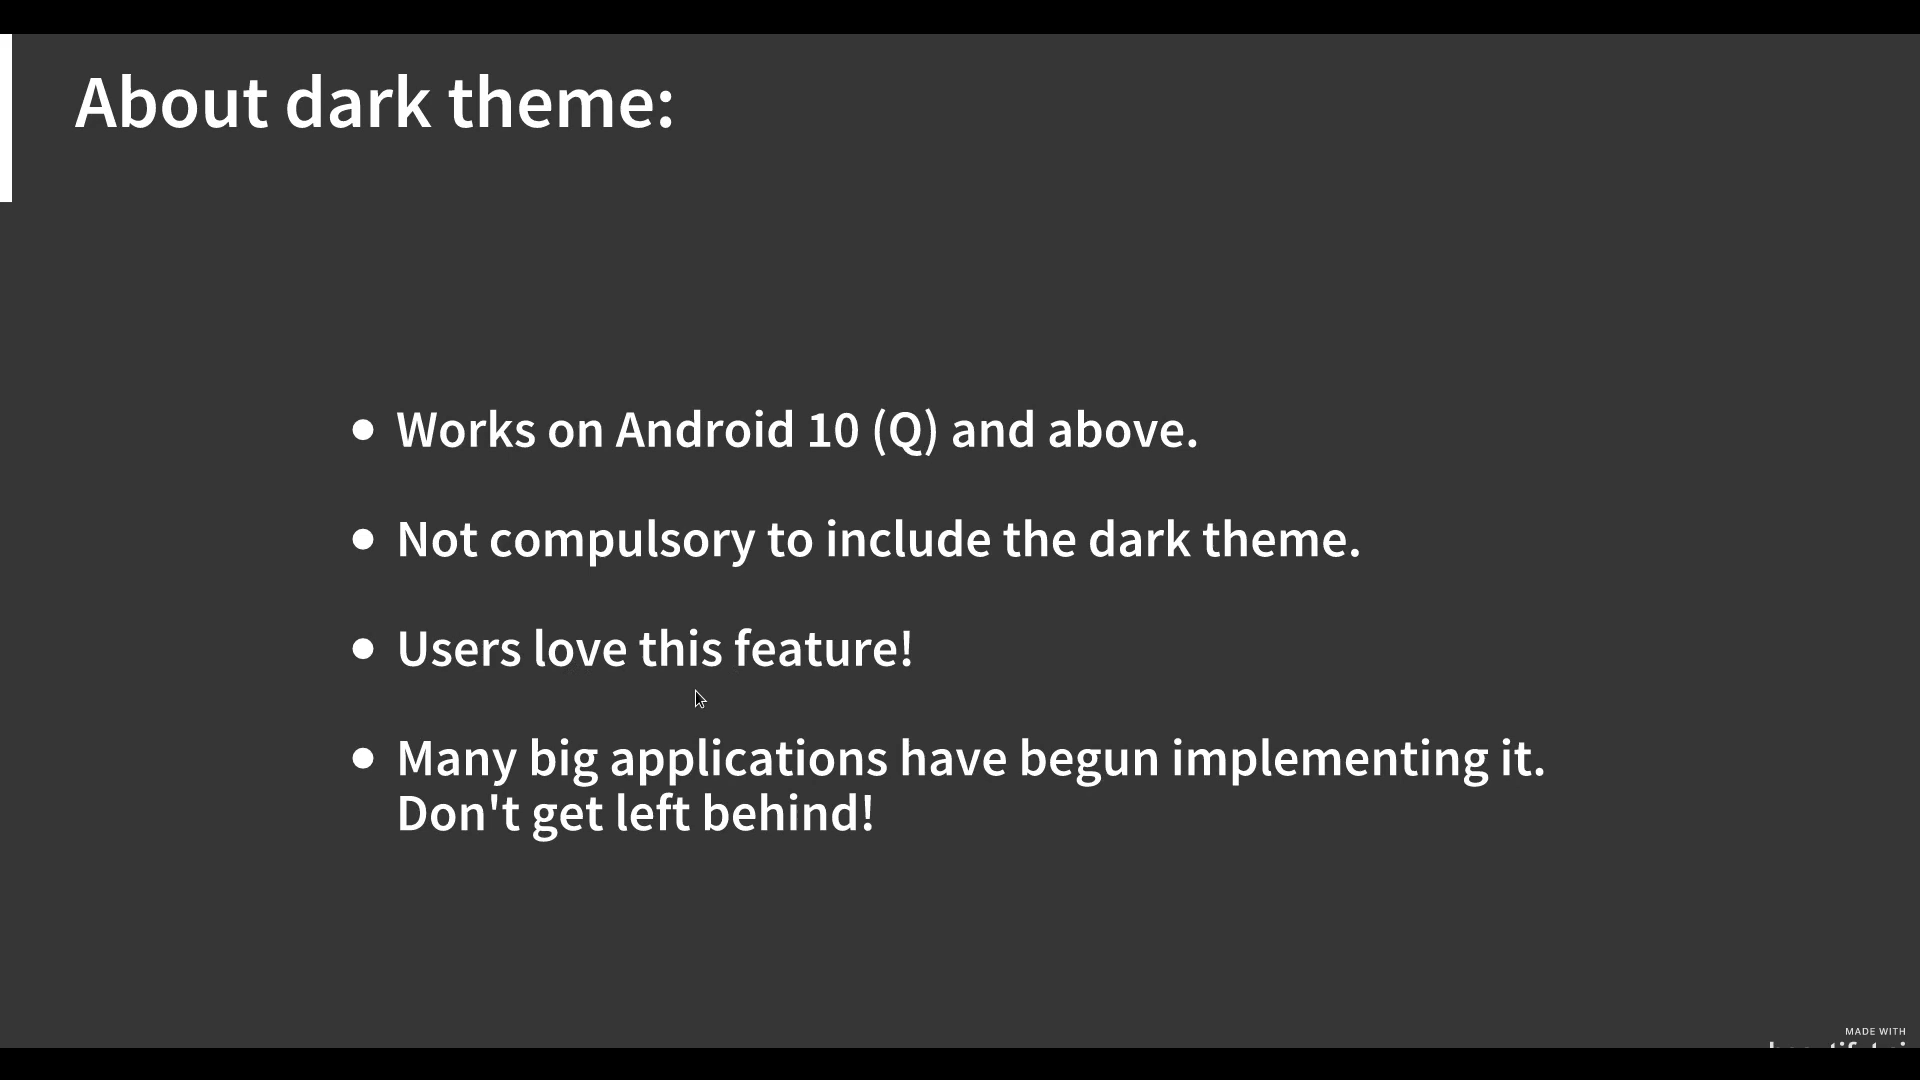 About dark theme:
• Works on Android 10 (Q) and above.
• Not compulsory to include the dark theme.
• Users love this feature!
• Many big applications have begun implementing it.
Don't get left behind!
MADE WITH